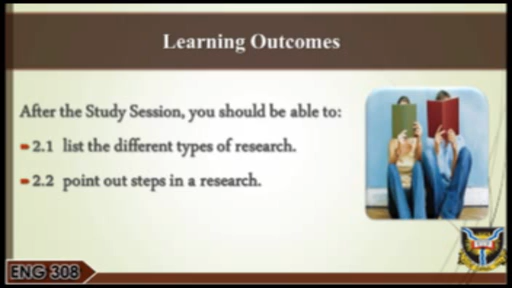 Learning Outcomes
After the Study Session, you should be able to:
2.1 list the different types of research.
2.2 point out steps in a research.
ENG 308